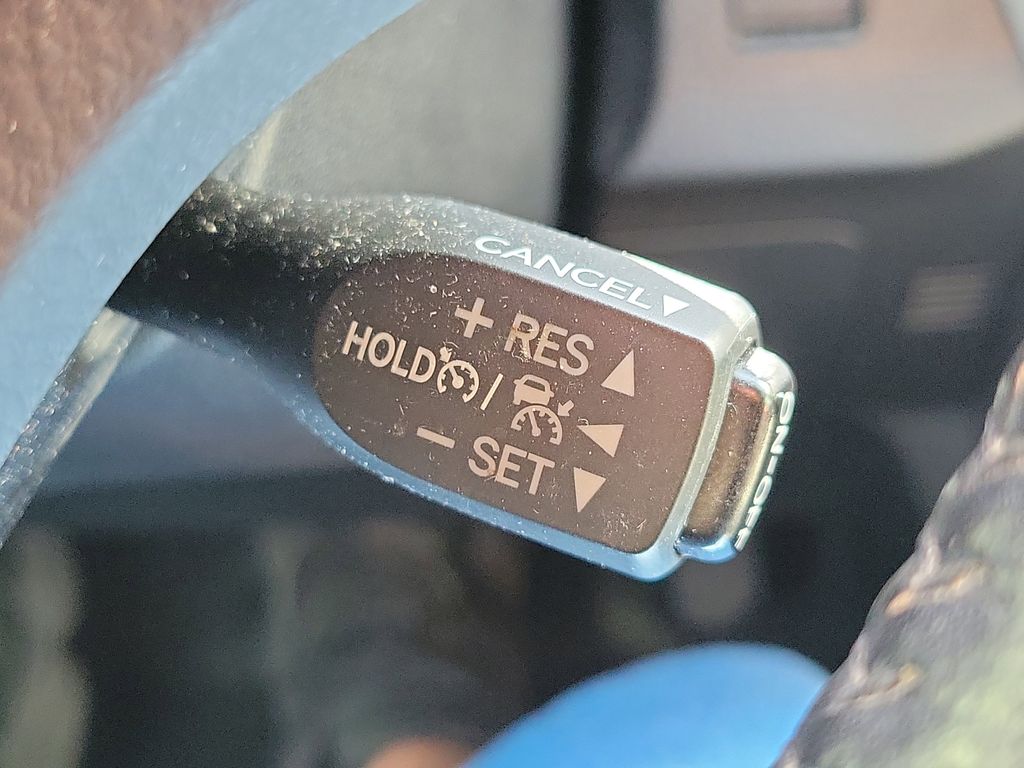 CANCEL▼
+ RES ▲
HOLD /
− SET ▼
ON-OFF